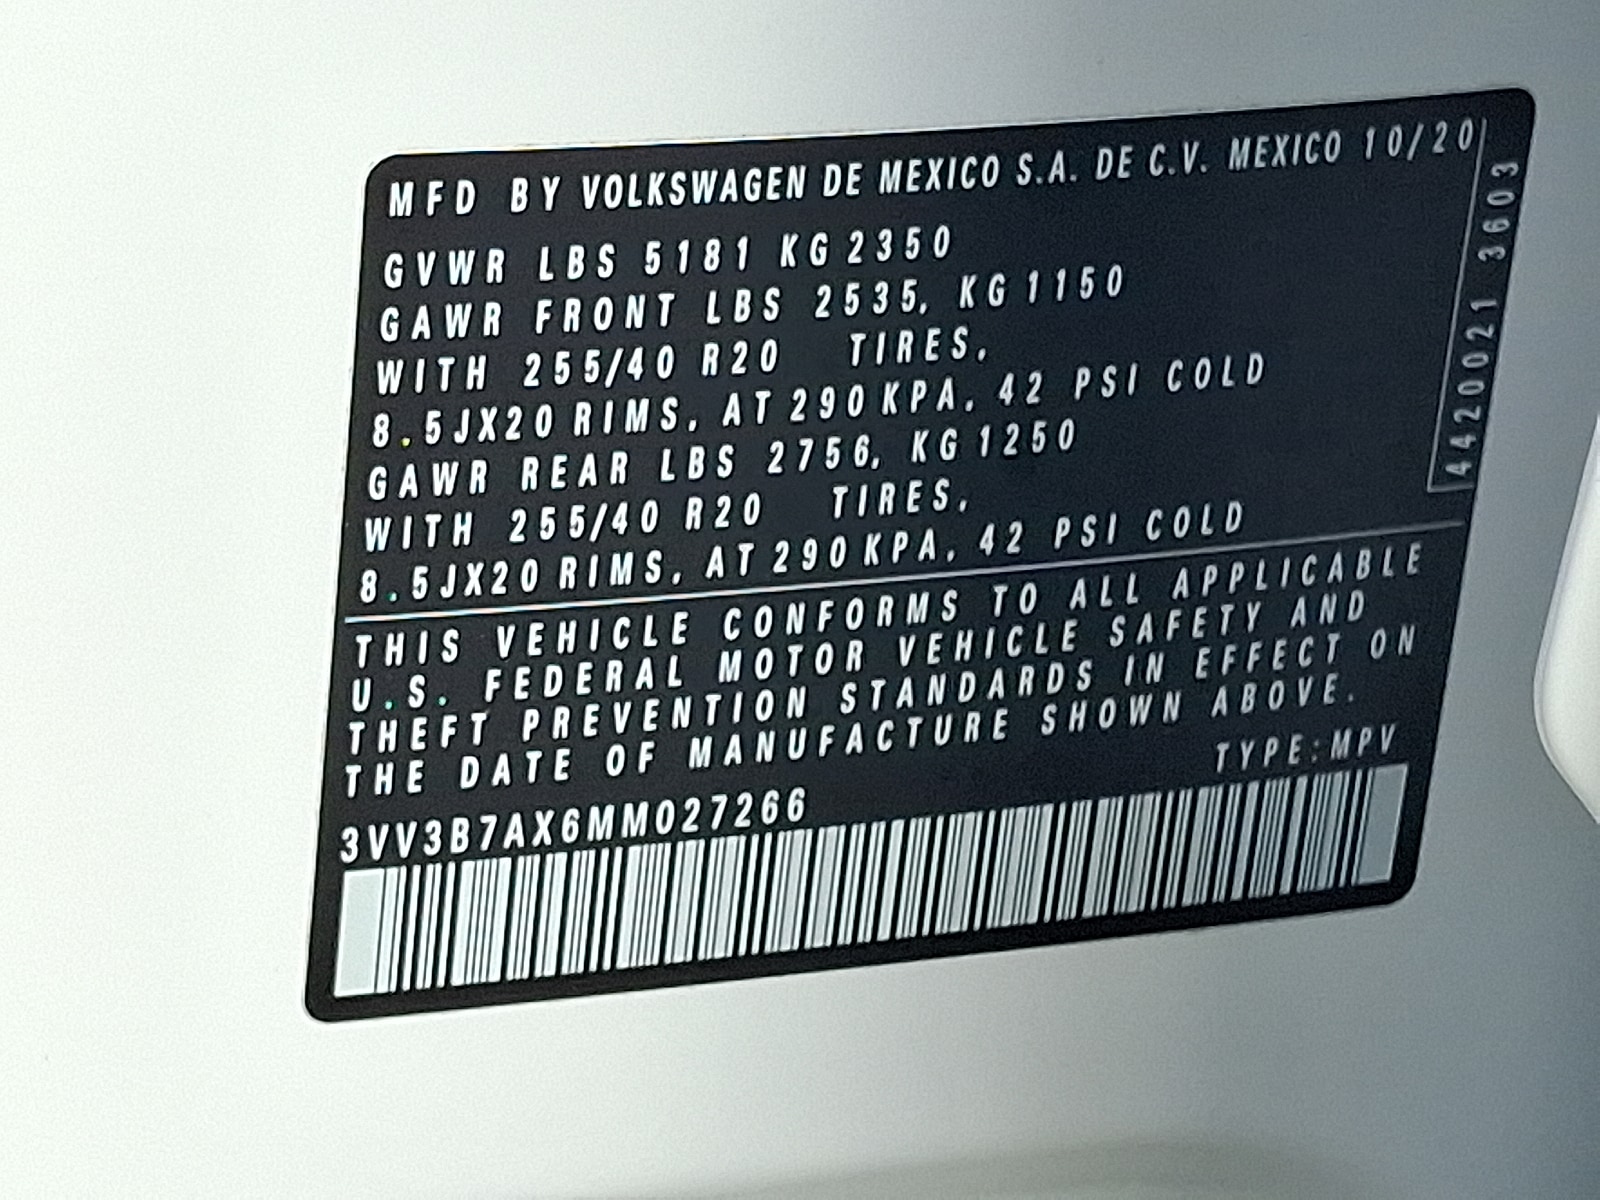 MFD BY VOLKSWAGEN DE MEXICO S.A. DE C.V. MEXICO 10/20
GVWR LBS 5181 KG 2350
GAWR FRONT LBS 2535, KG 1150
WITH 255/40 R20 TIRES,
8.5JX20 RIMS, AT 290 KPA, 42 PSI COLD
GAWR REAR LBS 2756, KG 1250
WITH 255/40 R20 TIRES,
8.5JX20 RIMS, AT 290 KPA, 42 PSI COLD
4420021 3603
THIS VEHICLE CONFORMS TO ALL APPLICABLE
U.S. FEDERAL MOTOR VEHICLE SAFETY AND
THEFT PREVENTION STANDARDS IN EFFECT ON
THE DATE OF MANUFACTURE SHOWN ABOVE.
TYPE:MPV
3VV3B7AX6MM027266